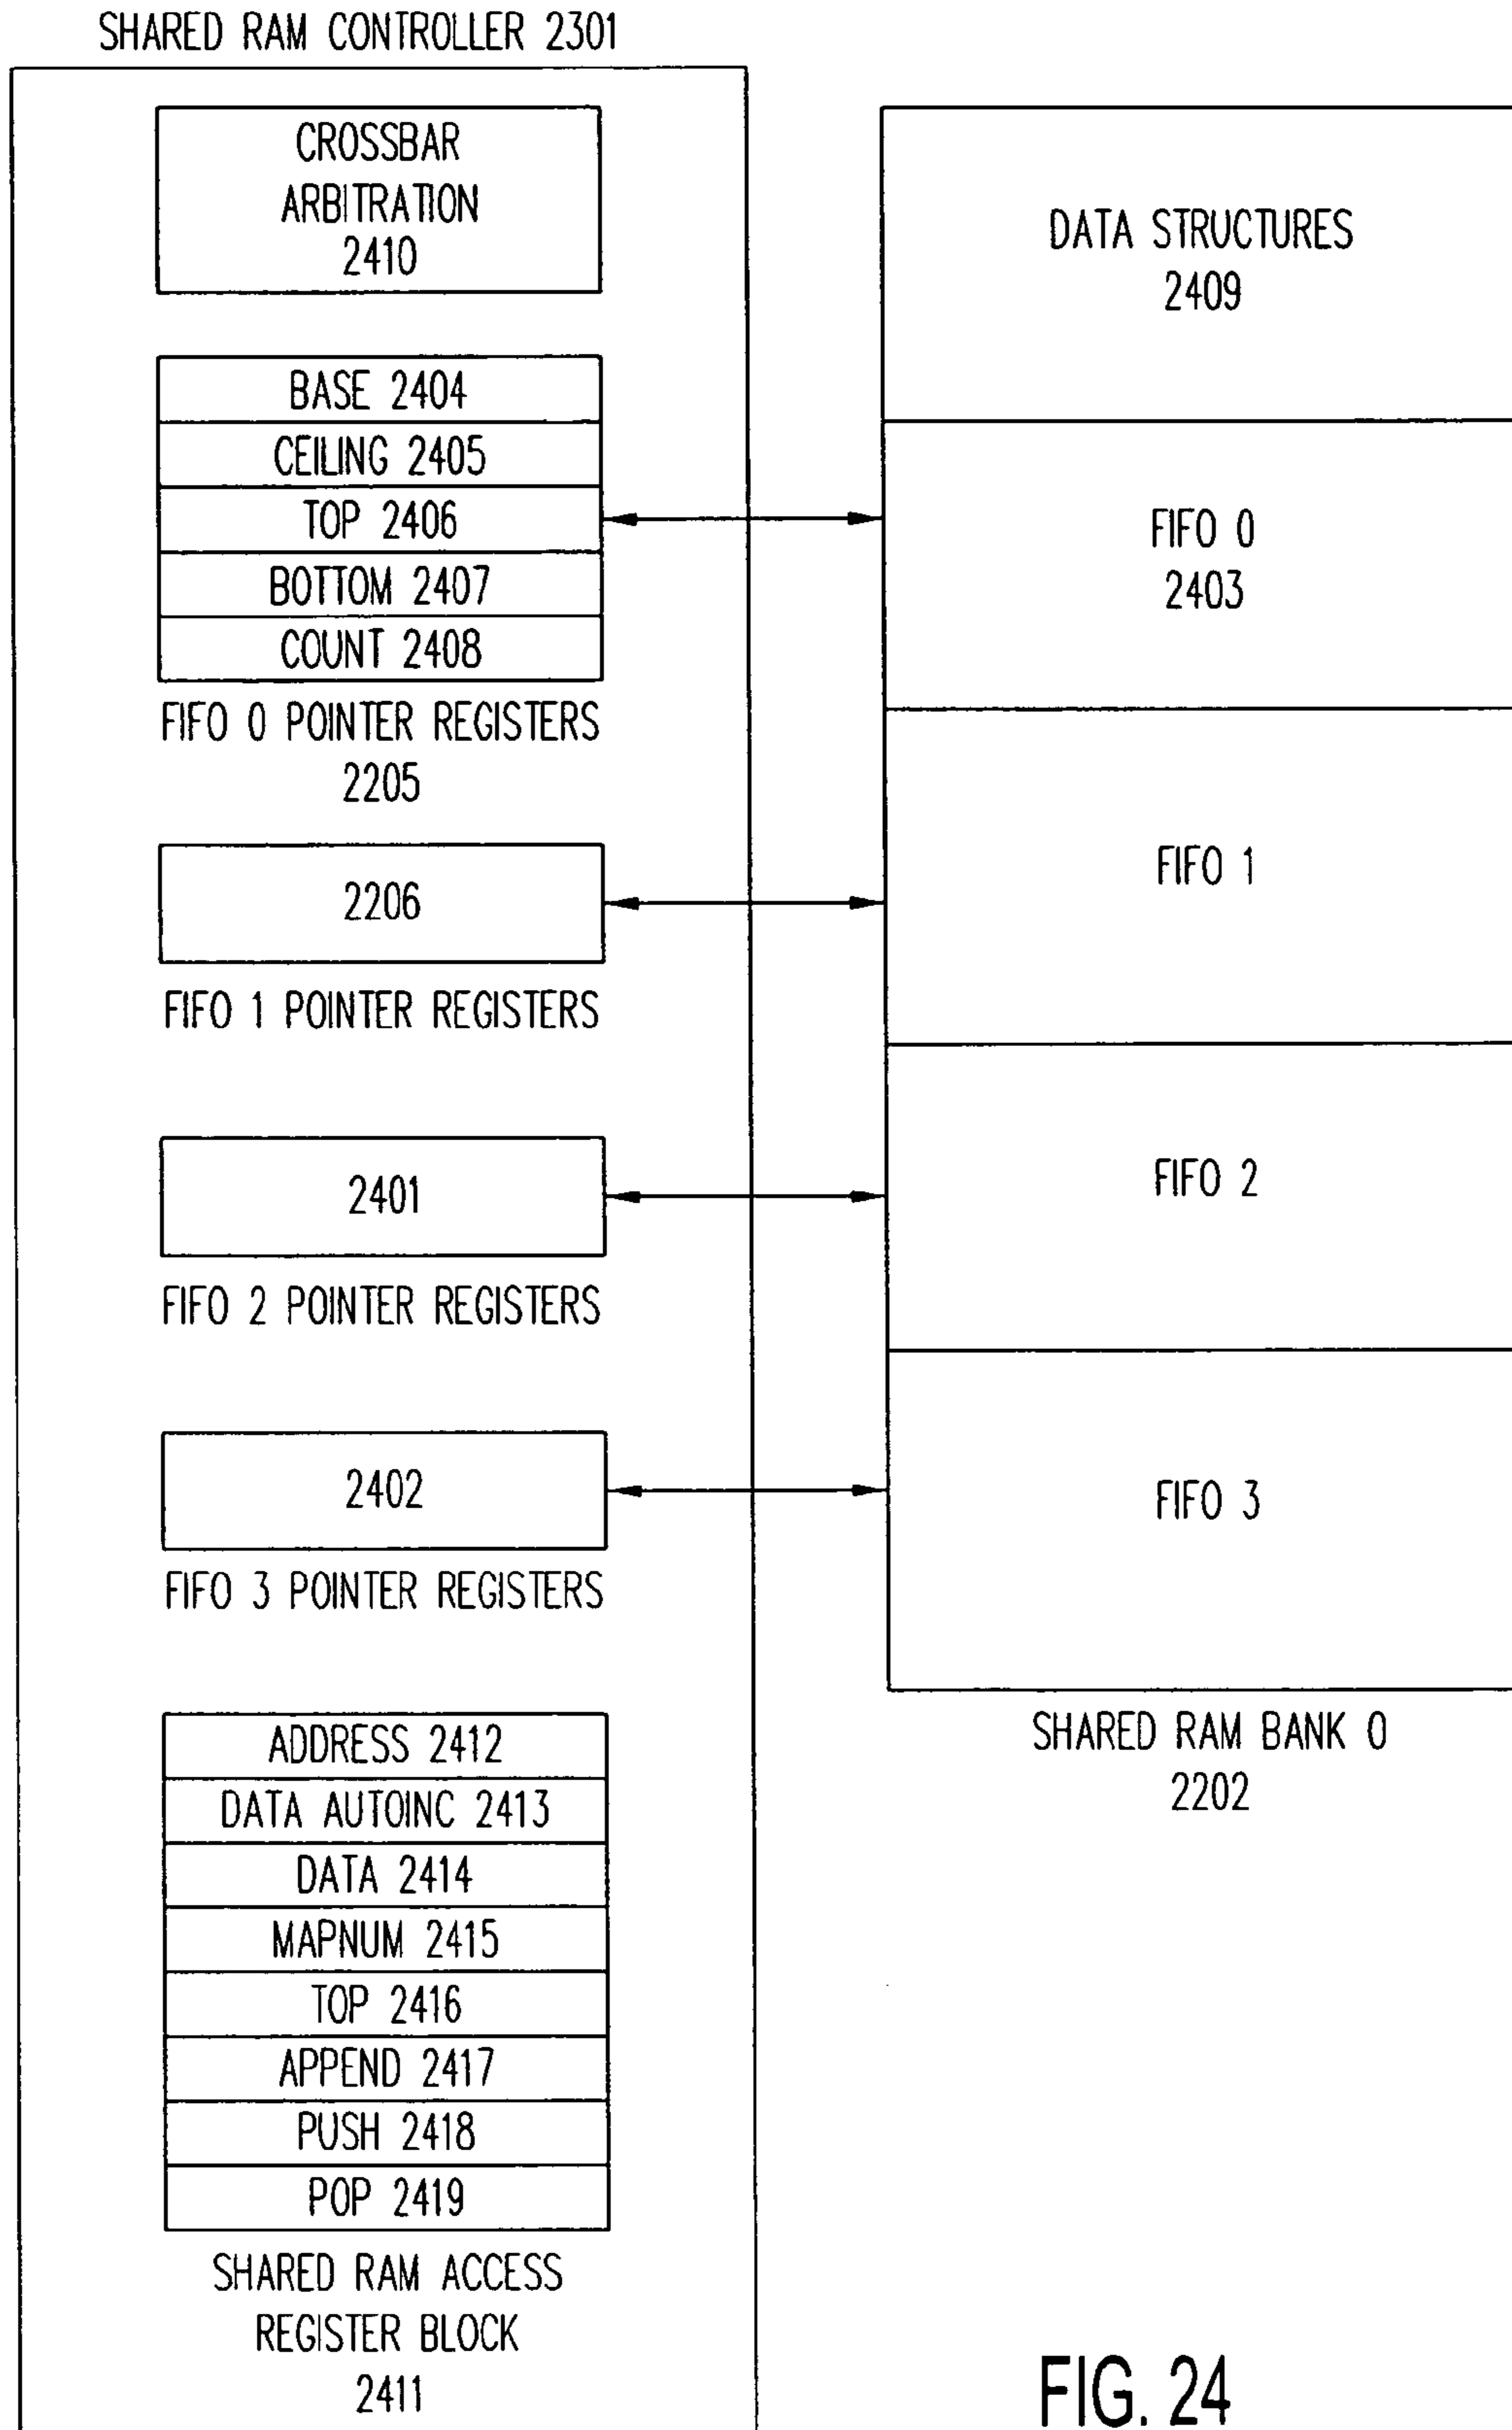 SHARED RAM CONTROLLER 2301
CROSSBAR
ARBITRATION
2410
BASE 2404
CEILING 2405
TOP 2406
BOTTOM 2407
COUNT 2408
FIFO 0 POINTER REGISTERS
2205
2206
FIFO 1 POINTER REGISTERS
2401
FIFO 2 POINTER REGISTERS
2402
FIFO 3 POINTER REGISTERS
ADDRESS 2412
DATA AUTOINC 2413
DATA 2414
MAPNUM 2415
TOP 2416
APPEND 2417
PUSH 2418
POP 2419
SHARED RAM ACCESS
REGISTER BLOCK
2411
DATA STRUCTURES
2409
FIFO 0
2403
FIFO 1
FIFO 2
FIFO 3
SHARED RAM BANK 0
2202
FIG. 24